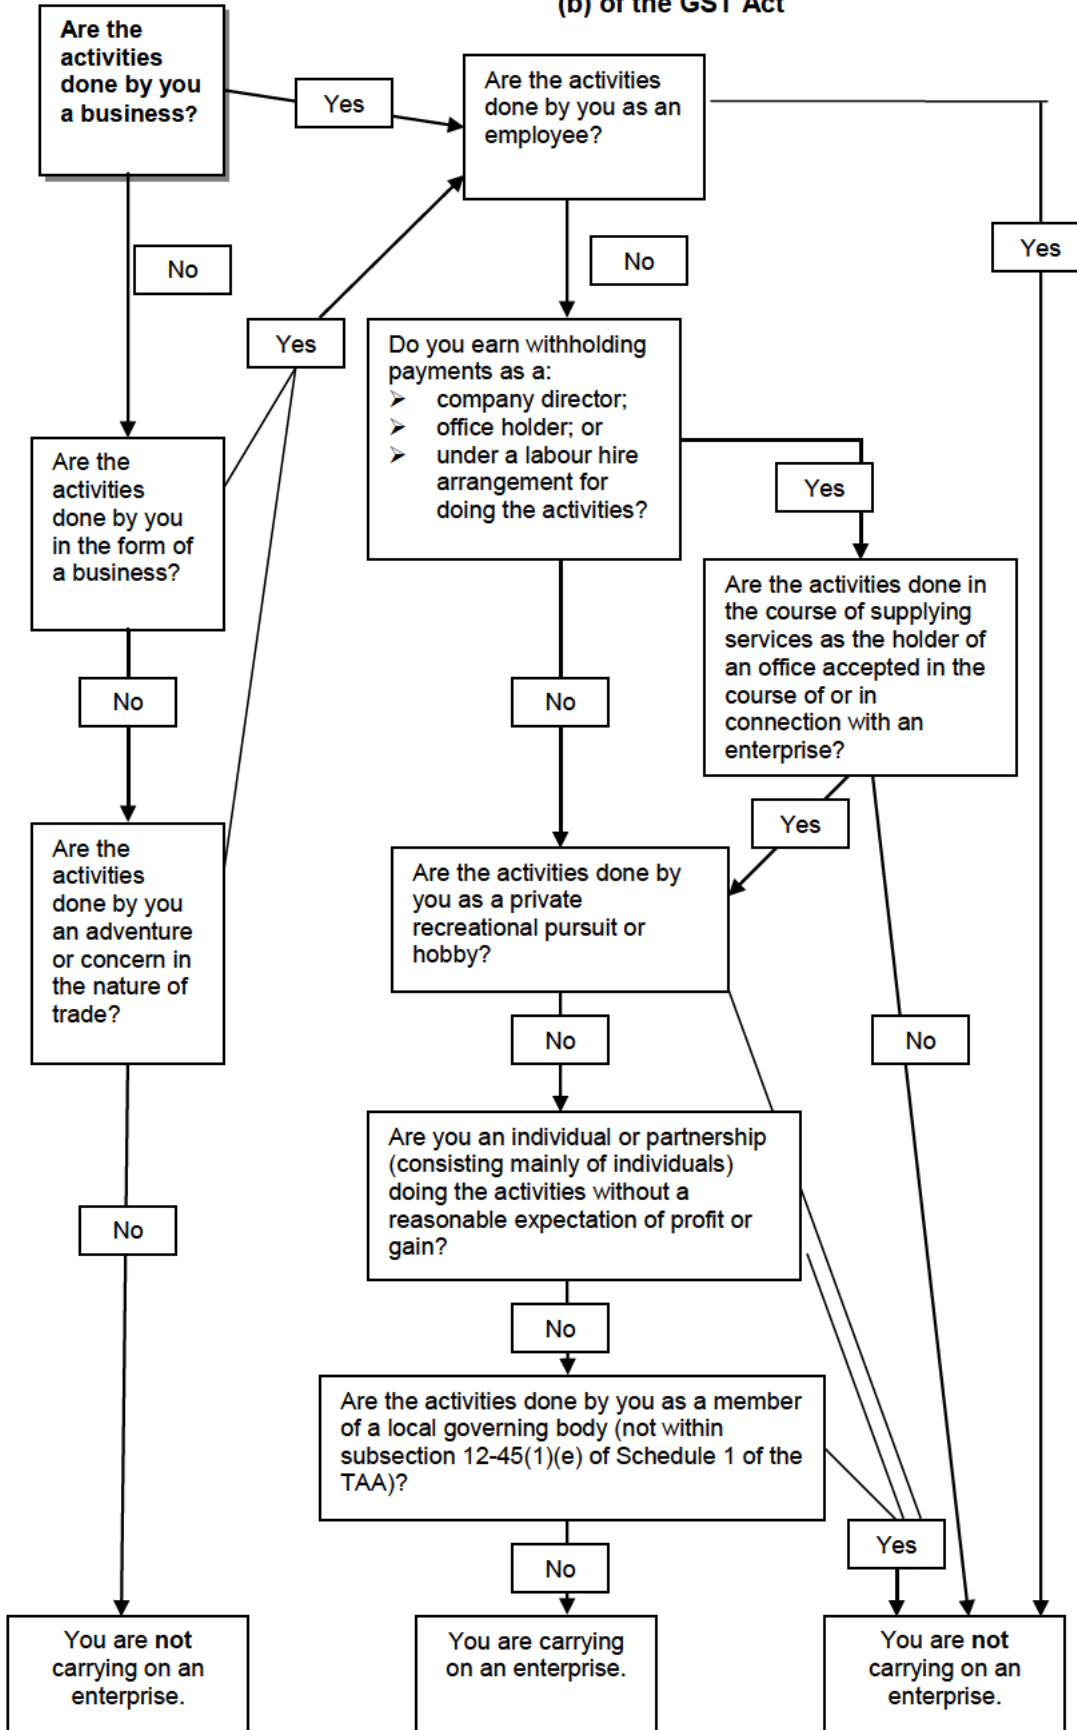 (b) of the GST Act
Are the
activities
done by you
a business?
Yes
Are the activities
done by you as an
employee?
Yes
No
No
Yes
Do you earn withholding
payments as a:
➢ company director;
➢ office holder; or
➢ under a labour hire
arrangement for
doing the activities?
Yes
Are the
activities
done by you
in the form of
a business?
Are the activities done in
the course of supplying
services as the holder of
an office accepted in the
course of or in
connection with an
enterprise?
No
No
Yes
Are the
activities
done by you
an adventure
or concern in
the nature of
trade?
Are the activities done by
you as a private
recreational pursuit or
hobby?
No
No
Are you an individual or partnership
(consisting mainly of individuals)
doing the activities without a
reasonable expectation of profit or
gain?
No
No
Are the activities done by you as a member
of a local governing body (not within
subsection 12-45(1)(e) of Schedule 1 of the
TAA)?
Yes
No
You are not
carrying on an
enterprise.
You are carrying
on an enterprise.
You are not
carrying on an
enterprise.